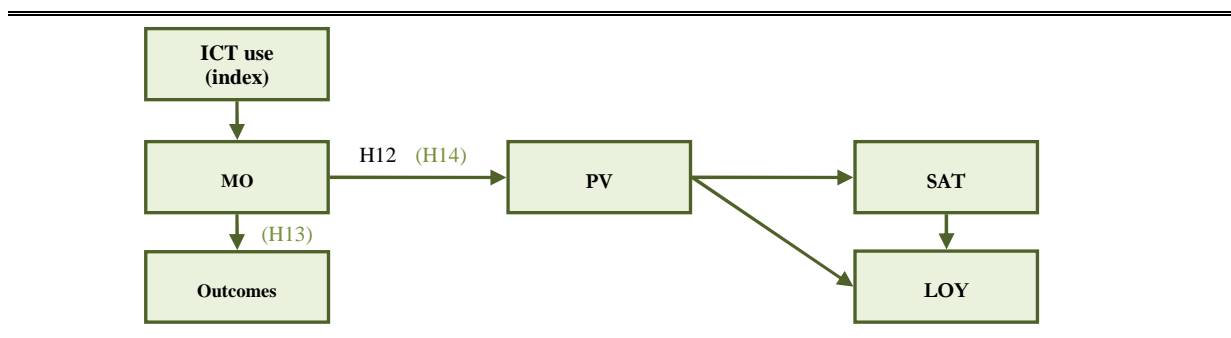 ICT use
(index)
MO
H12 (H14)
PV
SAT
(H13)
Outcomes
LOY